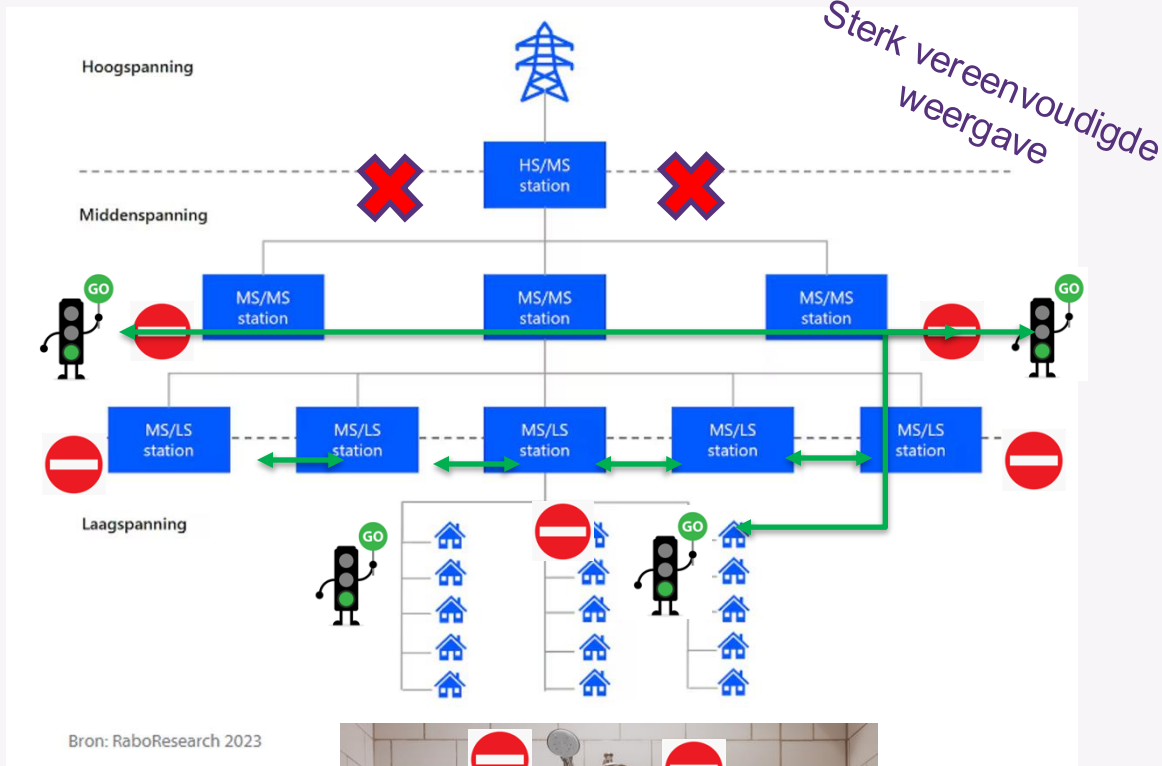 Sterk vereenvoudigde
weergave
Hoogspanning
HS/MS
station
Middenspanning
GO
MS/MS
station
MS/MS
station
MS/MS
station
GO
MS/LS
station
MS/LS
station
MS/LS
station
MS/LS
station
MS/LS
station
Laagspanning
GO
GO
Bron: RaboResearch 2023